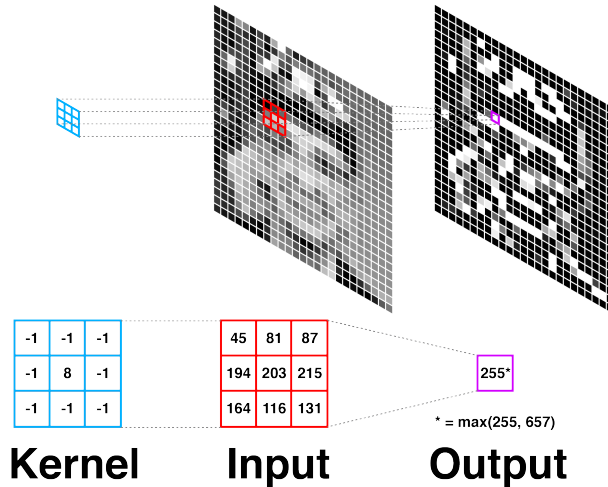 -1 -1 -1
-1 8 -1
-1 -1 -1
45 81 87
194 203 215
164 116 131
255*
* = max(255, 657)
Kernel
Input
Output